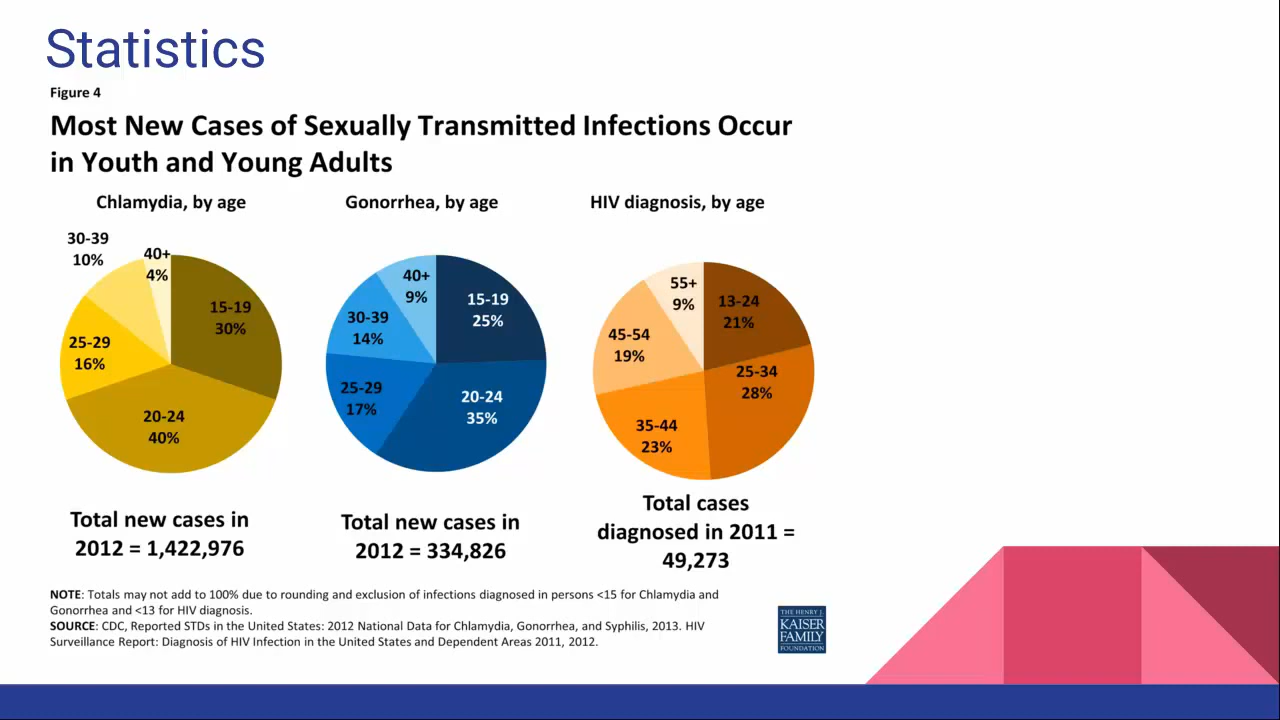 Statistics
Figure 4
Most New Cases of Sexually Transmitted Infections Occur
in Youth and Young Adults
Chlamydia, by age
15-19
30%
20-24
40%
25-29
16%
30-39
10%
40+
4%
Total new cases in
2012 = 1,422,976
Gonorrhea, by age
15-19
25%
20-24
35%
25-29
17%
30-39
14%
40+
9%
Total new cases in
2012 = 334,826
HIV diagnosis, by age
13-24
21%
25-34
28%
35-44
23%
45-54
19%
55+
9%
Total cases
diagnosed in 2011 =
49,273
NOTE: Totals may not add to 100% due to rounding and exclusion of infections diagnosed in persons <15 for Chlamydia and
Gonorrhea and <13 for HIV diagnosis.
SOURCE: CDC, Reported STDs in the United States: 2012 National Data for Chlamydia, Gonorrhea, and Syphilis, 2013. HIV
Surveillance Report: Diagnosis of HIV Infection in the United States and Dependent Areas 2011, 2012.
THE HENRY J.
KAISER
FAMILY
FOUNDATION